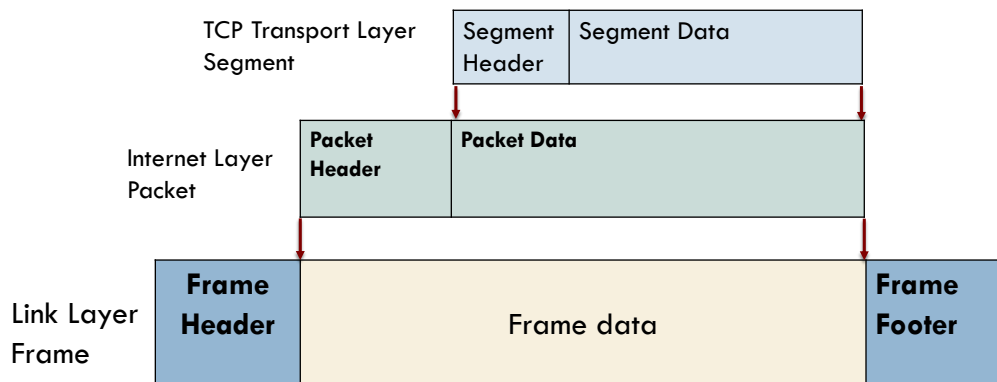 TCP Transport Layer
Segment
Segment
Header
Segment Data
Internet Layer
Packet
Packet
Header
Packet Data
Link Layer
Frame
Frame
Header
Frame data
Frame
Footer